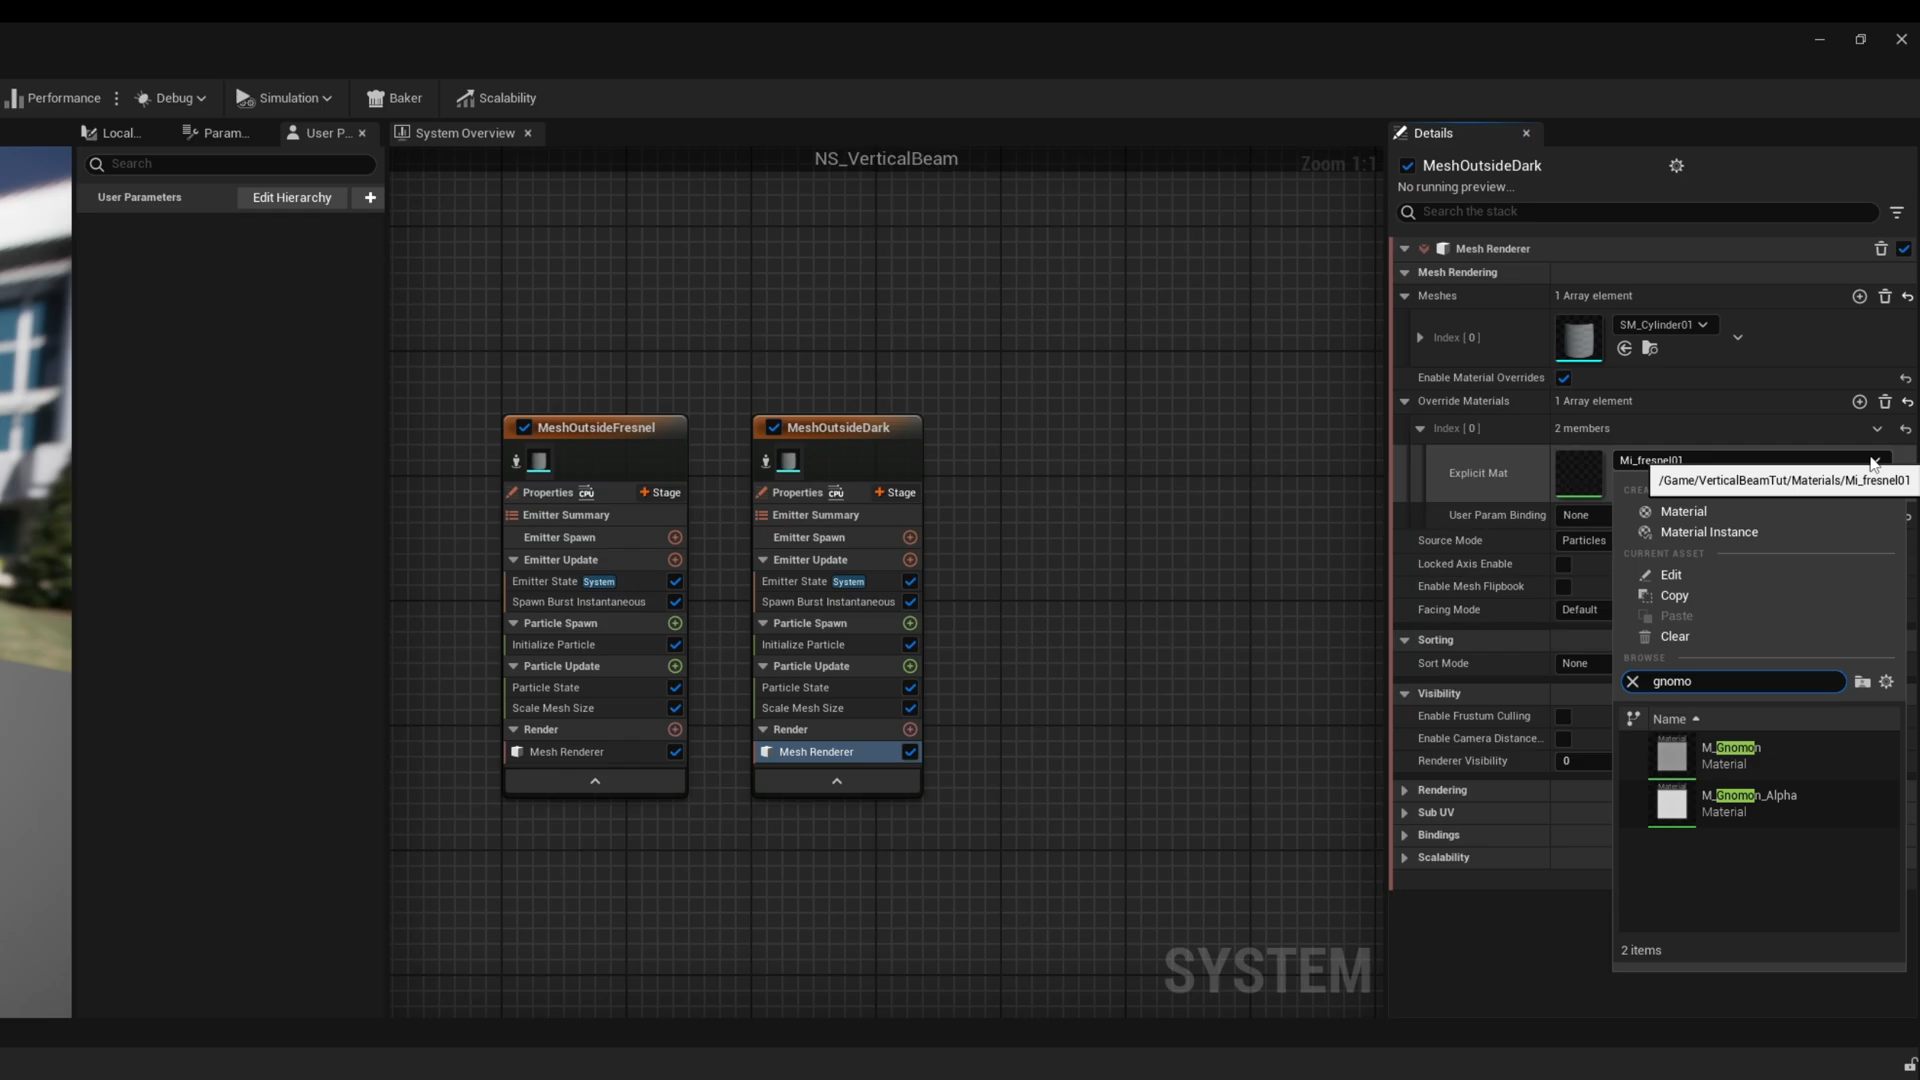 Performance
Debug
Simulation
Baker
Scalability
Local...
Param...
User P...
System Overview
Details
Search
NS_VerticalBeam
Zoom 1:1
MeshOutsideDark
No running preview...
User Parameters
Edit Hierarchy
Search the stack
Mesh Renderer
Mesh Rendering
Meshes
1 Array element
Index [ 0 ]
SM_Cylinder01
Enable Material Overrides
Override Materials
1 Array element
Index [ 0 ]
2 members
Explicit Mat
Mi_fresnel01
/Game/VerticalBeamTut/Materials/Mi_fresnel01
User Param Binding
None
Source Mode
Particles
Locked Axis Enable
Enable Mesh Flipbook
Facing Mode
Default
Sorting
Sort Mode
None
Visibility
Enable Frustum Culling
Enable Camera Distance...
Renderer Visibility
0
Rendering
Sub UV
Bindings
Scalability
Material
Material Instance
CURRENT ASSET
Edit
Copy
Paste
Clear
BROWSE
gnomo
Name
M_Gnomon
Material
M_Gnomon_Alpha
Material
2 items
MeshOutsideFresnel
Properties CPU
Stage
Emitter Summary
Emitter Spawn
Emitter Update
Emitter State System
Spawn Burst Instantaneous
Particle Spawn
Initialize Particle
Particle Update
Particle State
Scale Mesh Size
Render
Mesh Renderer
MeshOutsideDark
Properties CPU
Stage
Emitter Summary
Emitter Spawn
Emitter Update
Emitter State System
Spawn Burst Instantaneous
Particle Spawn
Initialize Particle
Particle Update
Particle State
Scale Mesh Size
Render
Mesh Renderer
SYSTEM